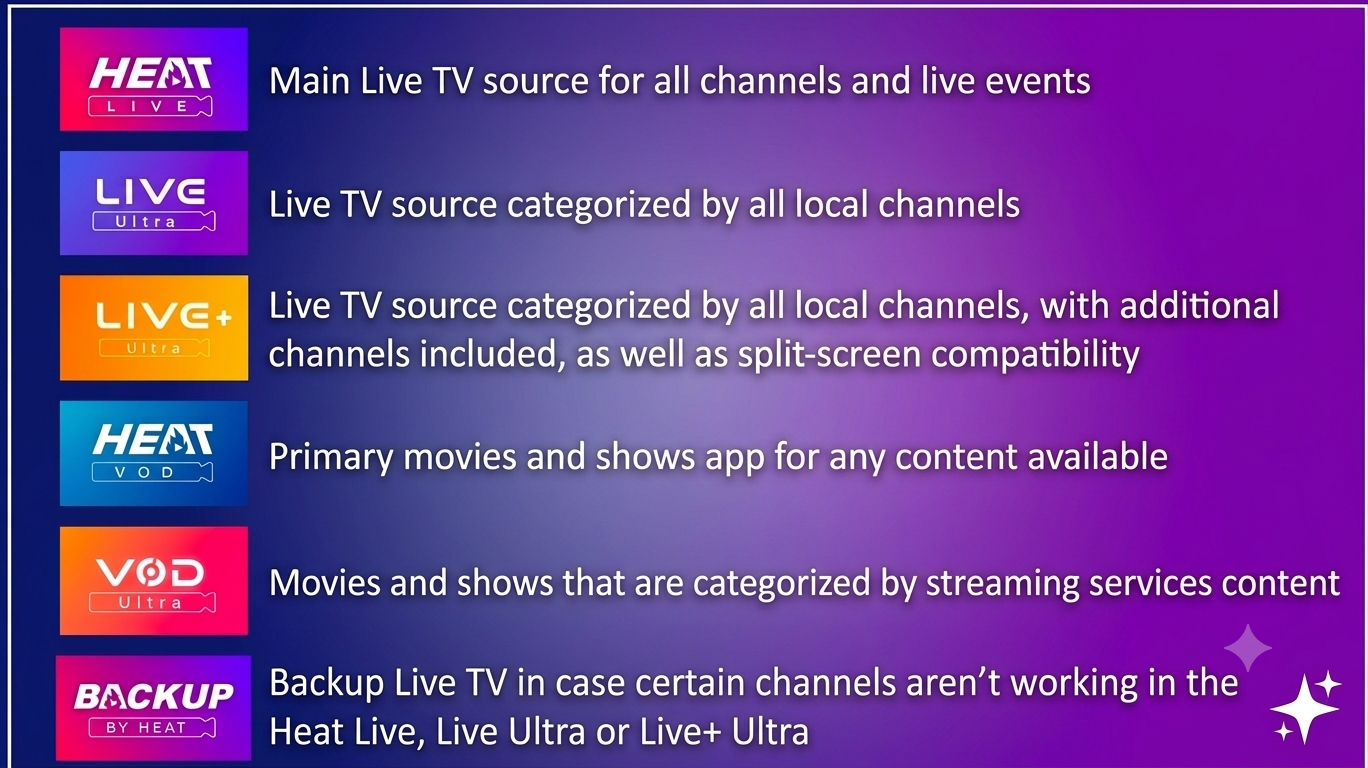 HEAT
LIVE
Main Live TV source for all channels and live events
LIVE
Ultra
Live TV source categorized by all local channels
LIVE+
Ultra
Live TV source categorized by all local channels, with additional
channels included, as well as split-screen compatibility
HEAT
VOD
Primary movies and shows app for any content available
VOD
Ultra
Movies and shows that are categorized by streaming services content
BACKUP
BY HEAT
Backup Live TV in case certain channels aren’t working in the
Heat Live, Live Ultra or Live+ Ultra